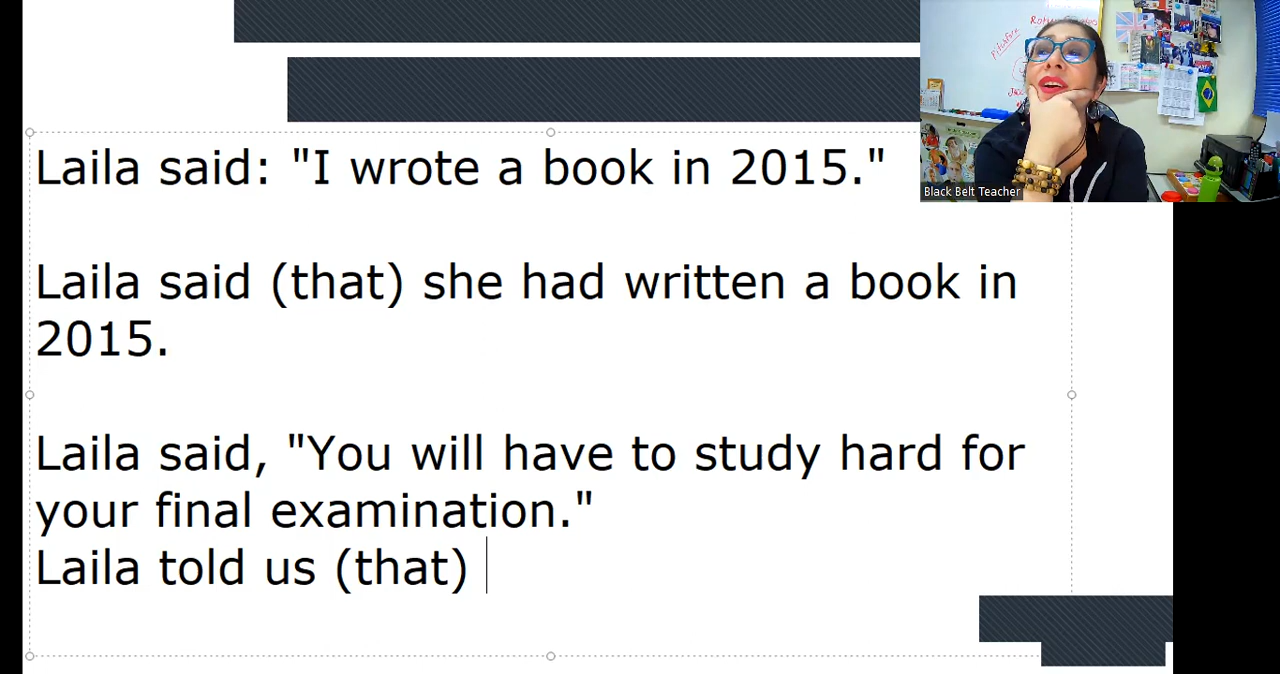 Laila said: "I wrote a book in 2015."
Laila said (that) she had written a book in
2015.
Laila said, "You will have to study hard for
your final examination."
Laila told us (that)
Black Belt Teacher